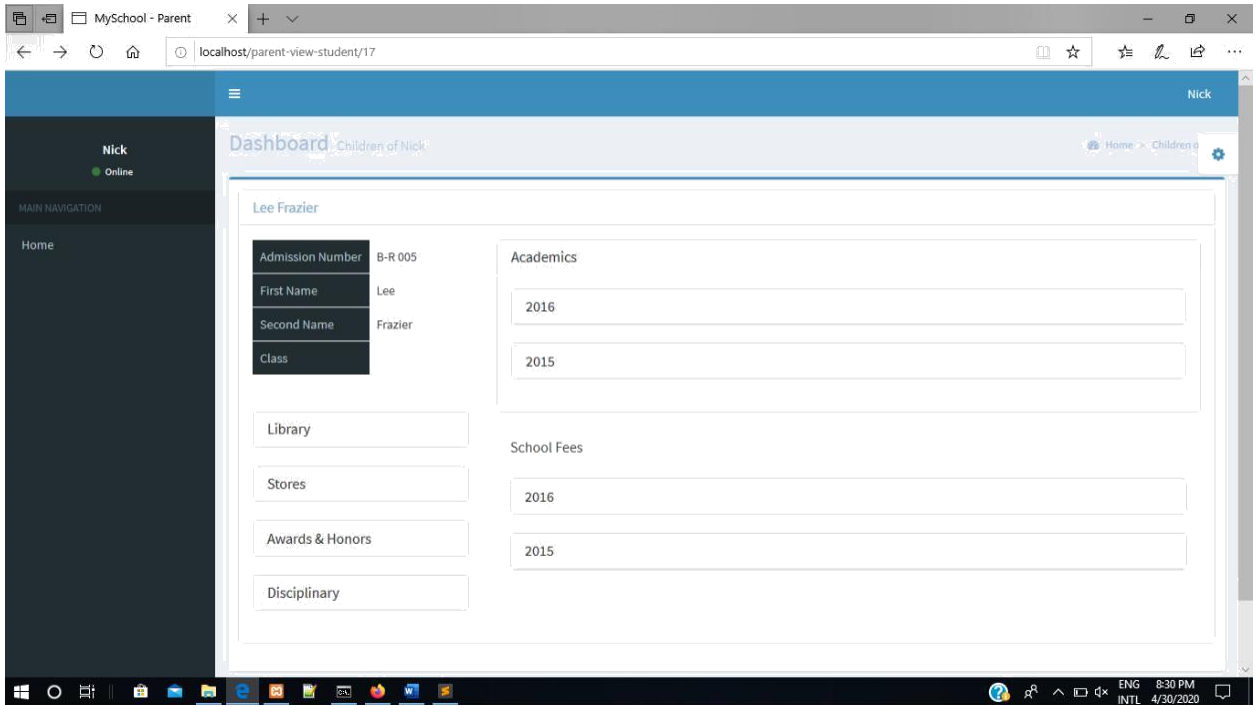 MySchool - Parent
localhost/parent-view-student/17
Nick
Nick
Online
MAIN NAVIGATION
Home
Dashboard Children of Nick
Home > Children o
Lee Frazier
Admission Number B-R 005
First Name Lee
Second Name Frazier
Class
Library
Stores
Awards & Honors
Disciplinary
Academics
2016
2015
School Fees
2016
2015
ENG 8:30 PM
INTL 4/30/2020